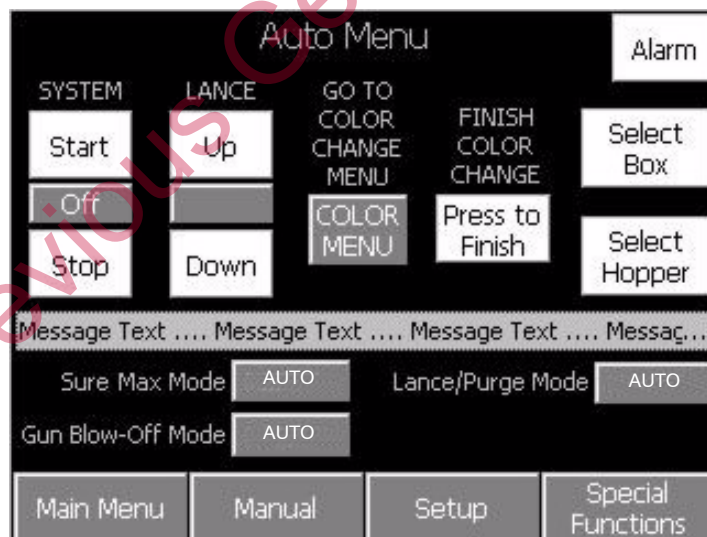 Auto Menu
Alarm
SYSTEM
Start
Off
Stop
LANCE
Up
Down
GO TO
COLOR
CHANGE
MENU
COLOR
MENU
FINISH
COLOR
CHANGE
Press to
Finish
Select
Box
Select
Hopper
Message Text .... Message Text .... Message Text .... Messag...
Sure Max Mode AUTO
Lance/Purge Mode AUTO
Gun Blow-Off Mode AUTO
Main Menu
Manual
Setup
Special
Functions